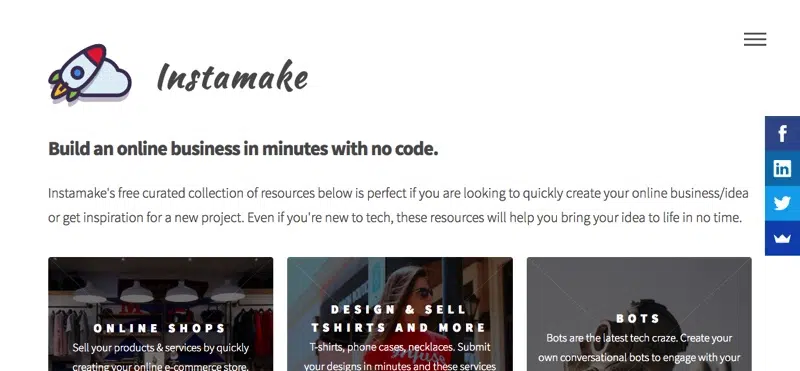 Instamake
Build an online business in minutes with no code.
Instamake's free curated collection of resources below is perfect if you are looking to quickly create your online business/idea
or get inspiration for a new project. Even if you're new to tech, these resources will help you bring your idea to life in no time.
ONLINE SHOPS
Sell your products & services by quickly
creating your online e-commerce store.
DESIGN & SELL
TSHIRTS AND MORE
T-shirts, phone cases, necklaces. Submit
your designs in minutes and these services
BOTS
Bots are the latest tech craze. Create your
own conversational bots to engage with your